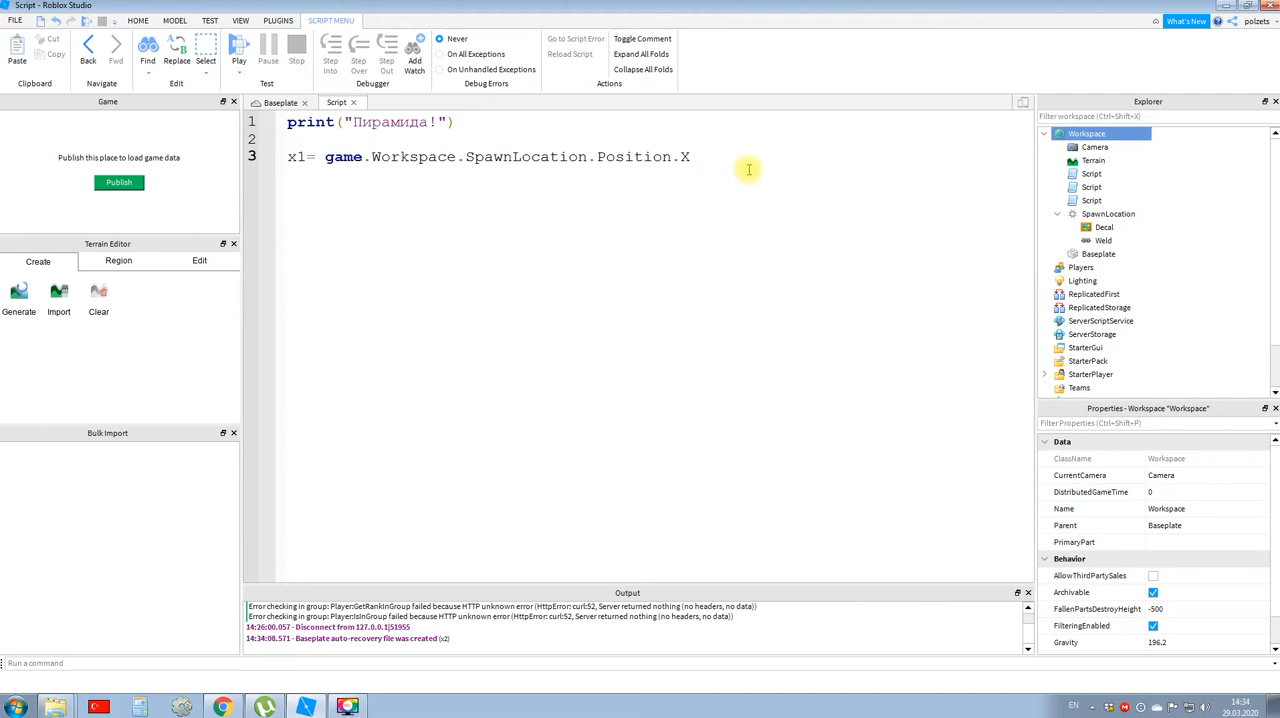 Script - Roblox Studio
FILE HOME MODEL TEST VIEW PLUGINS SCRIPT MENU What's New polzets
Paste Cut Copy Clipboard
Back Fwd Navigate
Find Replace Select Edit
Play Pause Stop Test
Step Into Step Over Step Out Add Watch Debugger
Never
On All Exceptions
On Unhandled Exceptions
Debug Errors
Go to Script Error
Reload Script
Toggle Comment
Expand All Folds
Collapse All Folds
Actions
Game
Publish this place to load game data
Publish
Terrain Editor
Create Region Edit
Generate Import Clear
Bulk Import
Baseplate Script
1 print("Пирамида!")
2
3 x1= game.Workspace.SpawnLocation.Position.X
Output
Error checking in group: Player:GetRankInGroup failed because HTTP unknown error (HttpError: curl:52, Server returned nothing (no headers, no data))
Error checking in group: Player:IsInGroup failed because HTTP unknown error (HttpError: curl:52, Server returned nothing (no headers, no data))
14:26:00.057 - Disconnect from 127.0.0.1|51955
14:34:08.571 - Baseplate auto-recovery file was created (x2)
Run a command
Explorer
Filter workspace (Ctrl+Shift+X)
Workspace
Camera
Terrain
Script
Script
Script
SpawnLocation
Decal
Weld
Baseplate
Players
Lighting
ReplicatedFirst
ReplicatedStorage
ServerScriptService
ServerStorage
StarterGui
StarterPack
StarterPlayer
Teams
Properties - Workspace "Workspace"
Filter Properties (Ctrl+Shift+P)
Data
ClassName Workspace
CurrentCamera Camera
DistributedGameTime 0
Name Workspace
Parent Baseplate
PrimaryPart
Behavior
AllowThirdPartySales
Archivable
FallenPartsDestroyHeight -500
FilteringEnabled
Gravity 196.2
EN 14:34
29.03.2020